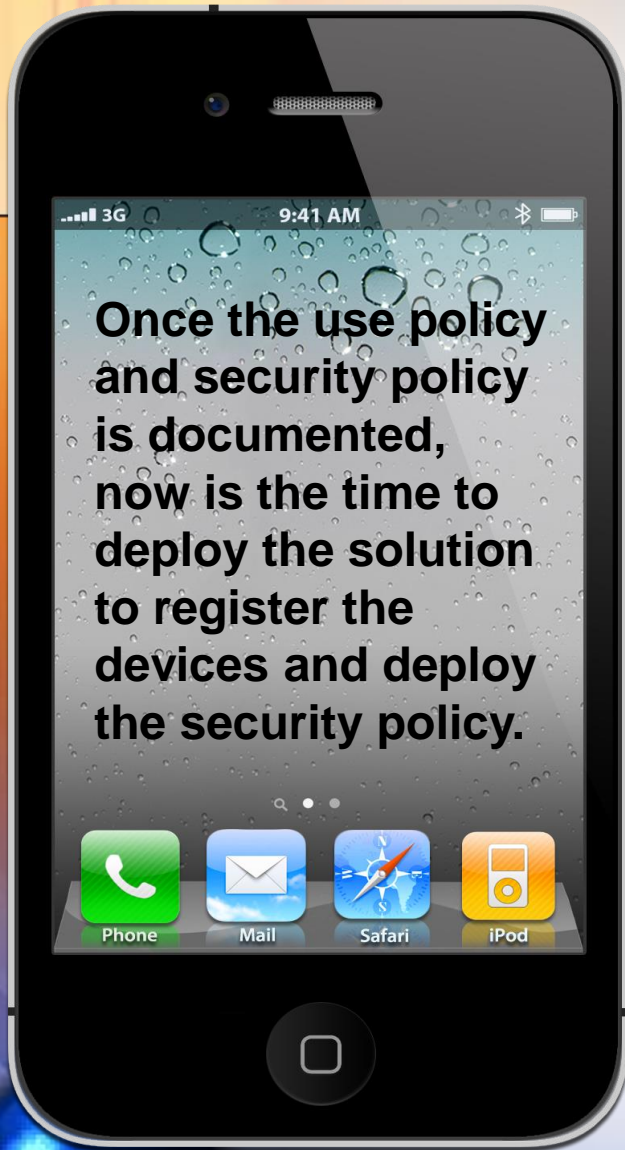 3G 9:41 AM
Once the use policy
and security policy
is documented,
now is the time to
deploy the solution
to register the
devices and deploy
the security policy.
Phone Mail Safari iPod